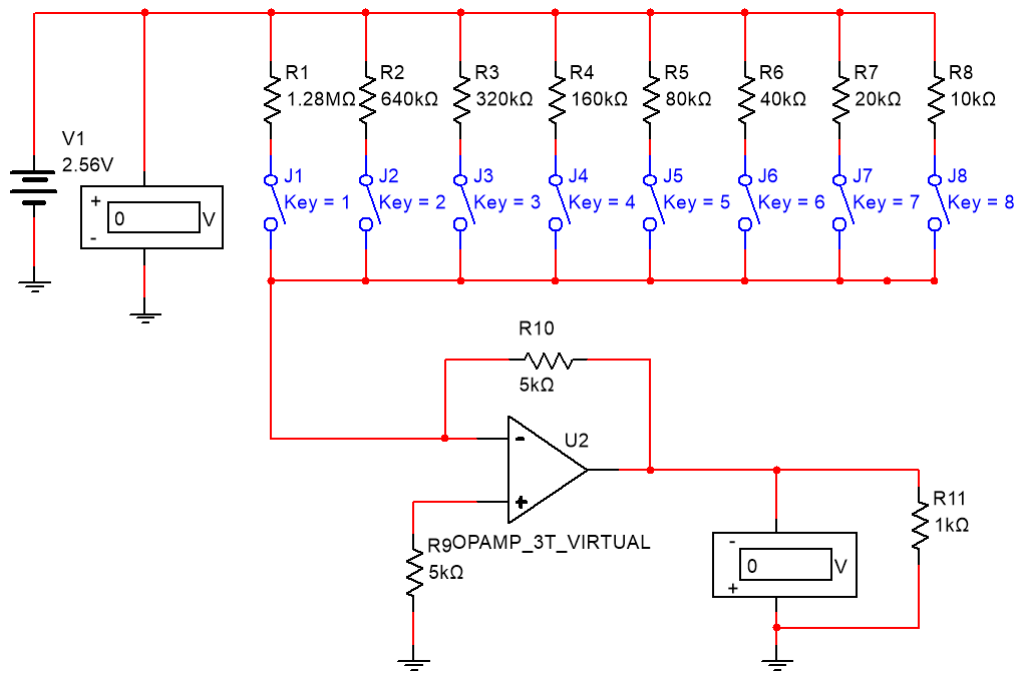 V1
2.56V
+
0
V
-
R1
1.28MΩ
R2
640kΩ
R3
320kΩ
R4
160kΩ
R5
80kΩ
R6
40kΩ
R7
20kΩ
R8
10kΩ
J1
Key = 1
J2
Key = 2
J3
Key = 3
J4
Key = 4
J5
Key = 5
J6
Key = 6
J7
Key = 7
J8
Key = 8
R10
5kΩ
-
+
U2
OPAMP_3T_VIRTUAL
R9
5kΩ
-
0
V
+
R11
1kΩ